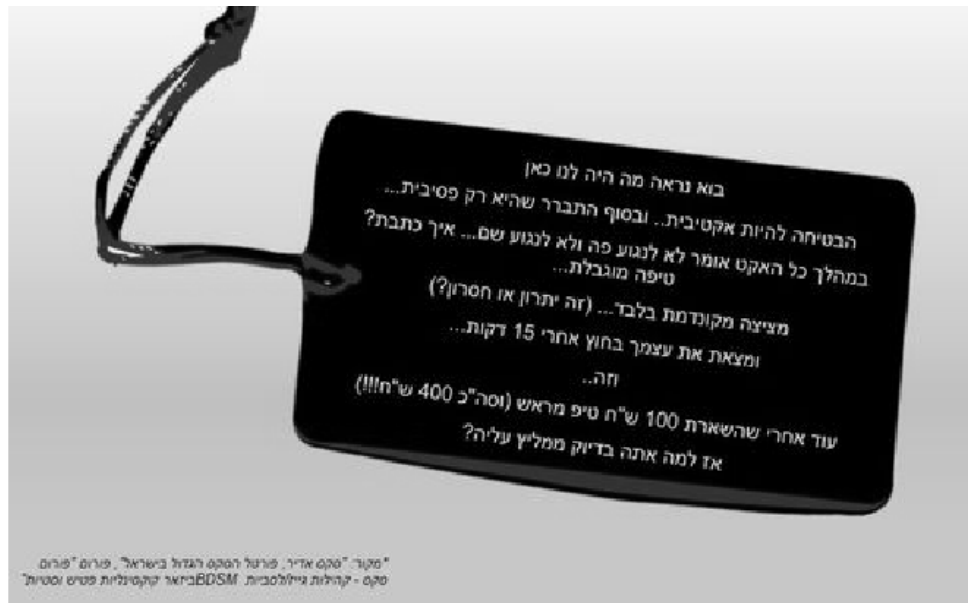 בוא נראה מה היה לנו כאן
הבטיחה להיות אקטיבית.. ובסוף התברר שהיא רק פסיבית...
במהלך כל האקט אומר לא לנגוע פה ולא לנגוע שם... איך כתבת?
טיפה מוגבלת...
מציצה מקונדמת בלבד... (זה יתרון או חסרון?)
ומצאת את עצמך בחוץ אחרי 15 דקות...
וזה..
עוד אחרי שהשארת 100 ש"ח טיפ מראש (וסה"כ 400 ש"ח!!!)
אז למה אתה בדיוק ממליץ עליה?
*מקור: "סקס אדיר, פורטל הסקס הגדול בישראל", פורום "פורום
סקס - קהילות גייז/לסביות, BDSM ביזאר קוקסינליות פטיש וסטיות"